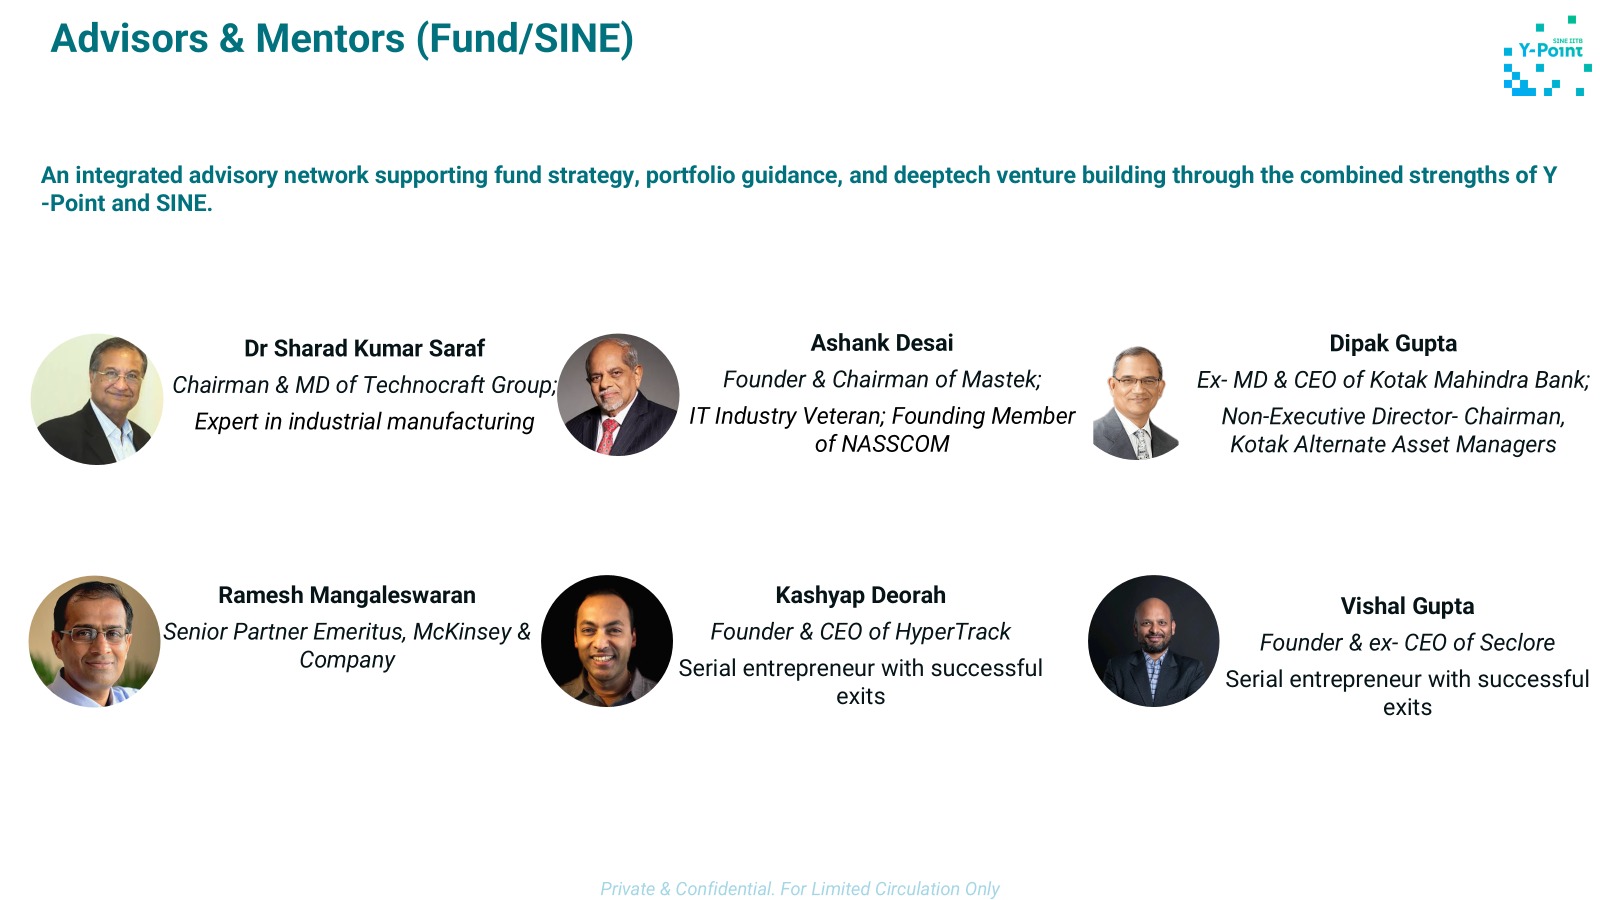 Advisors & Mentors (Fund/SINE)
SINE IITB
Y-Point
An integrated advisory network supporting fund strategy, portfolio guidance, and deeptech venture building through the combined strengths of Y
-Point and SINE.
Dr Sharad Kumar Saraf
Chairman & MD of Technocraft Group;
Expert in industrial manufacturing
Ashank Desai
Founder & Chairman of Mastek;
IT Industry Veteran; Founding Member
of NASSCOM
Dipak Gupta
Ex- MD & CEO of Kotak Mahindra Bank;
Non-Executive Director- Chairman,
Kotak Alternate Asset Managers
Ramesh Mangaleswaran
Senior Partner Emeritus, McKinsey &
Company
Kashyap Deorah
Founder & CEO of HyperTrack
Serial entrepreneur with successful
exits
Vishal Gupta
Founder & ex- CEO of Seclore
Serial entrepreneur with successful
exits
Private & Confidential. For Limited Circulation Only